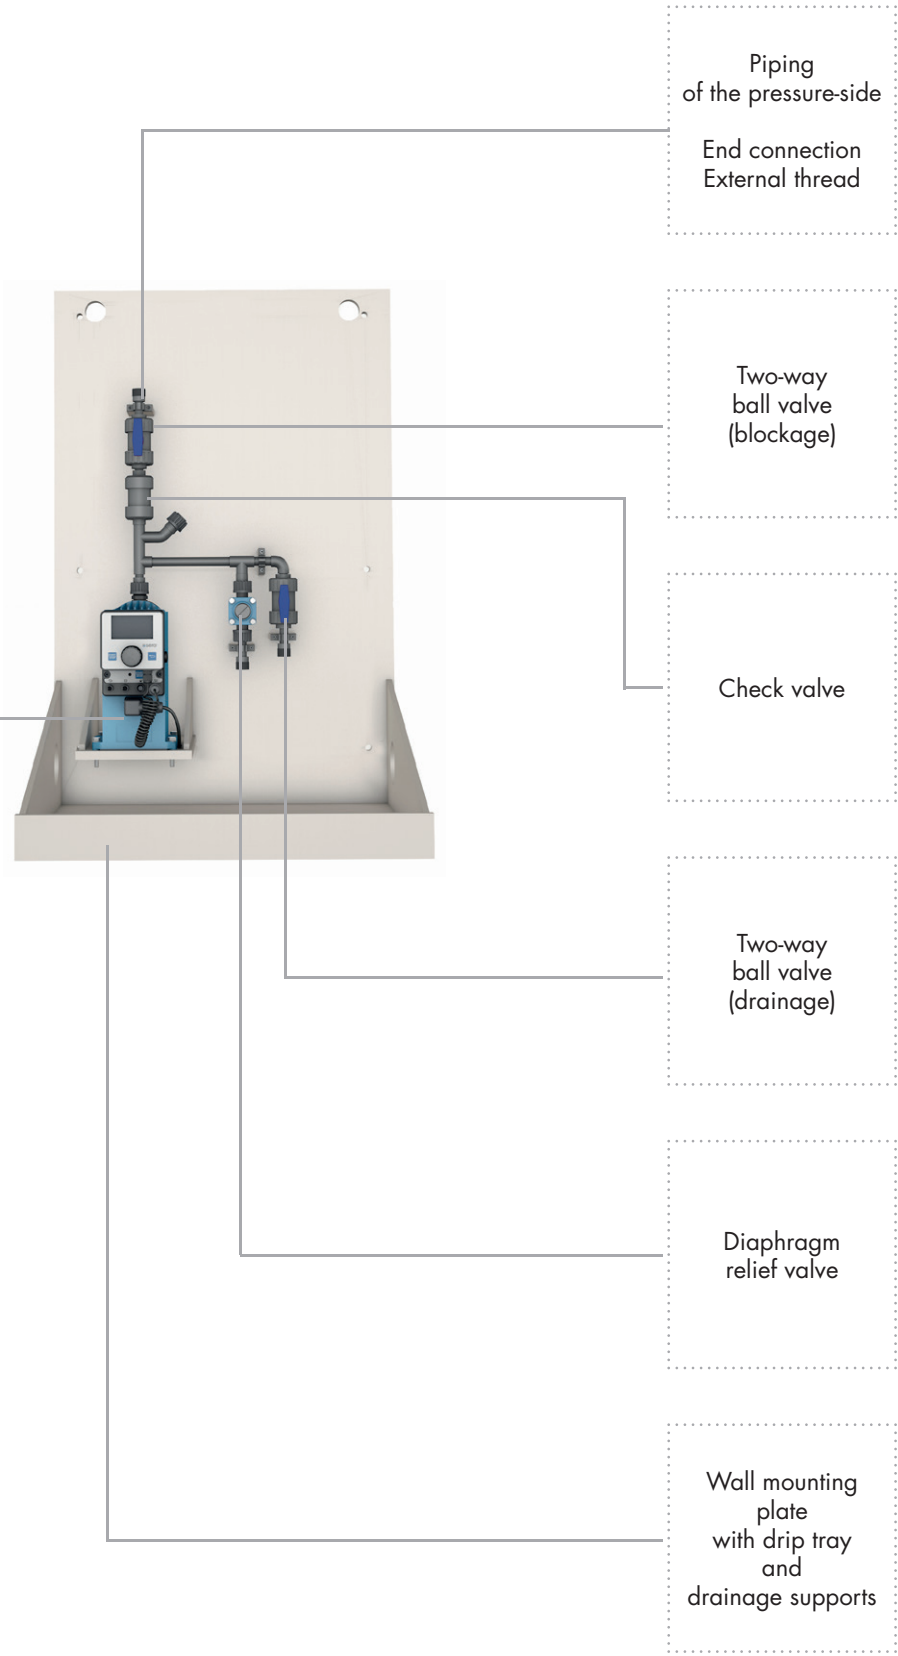 Piping
of the pressure-side
End connection
External thread
Two-way
ball valve
(blockage)
Check valve
Two-way
ball valve
(drainage)
Diaphragm
relief valve
Wall mounting
plate
with drip tray
and
drainage supports